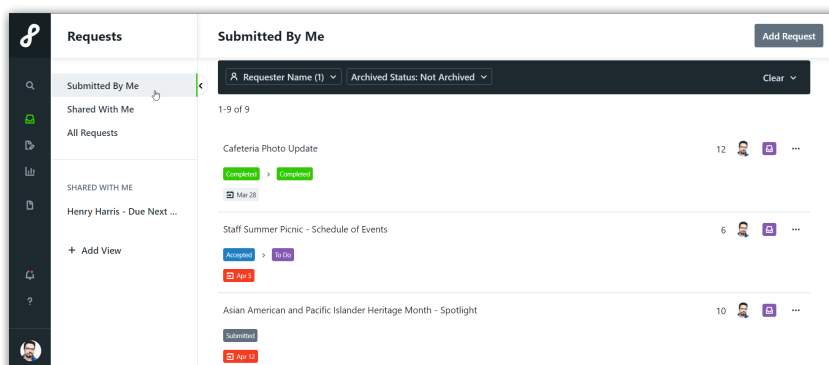 Requests
Submitted By Me
Shared With Me
All Requests
SHARED WITH ME
Henry Harris - Due Next ...
+ Add View
?
Submitted By Me
Add Request
Requester Name (1)
Archived Status: Not Archived
Clear
1-9 of 9
Cafeteria Photo Update
12
Completed > Completed
Mar 28
Staff Summer Picnic - Schedule of Events
6
Accepted > To Do
Apr 5
Asian American and Pacific Islander Heritage Month - Spotlight
10
Submitted
Apr 12